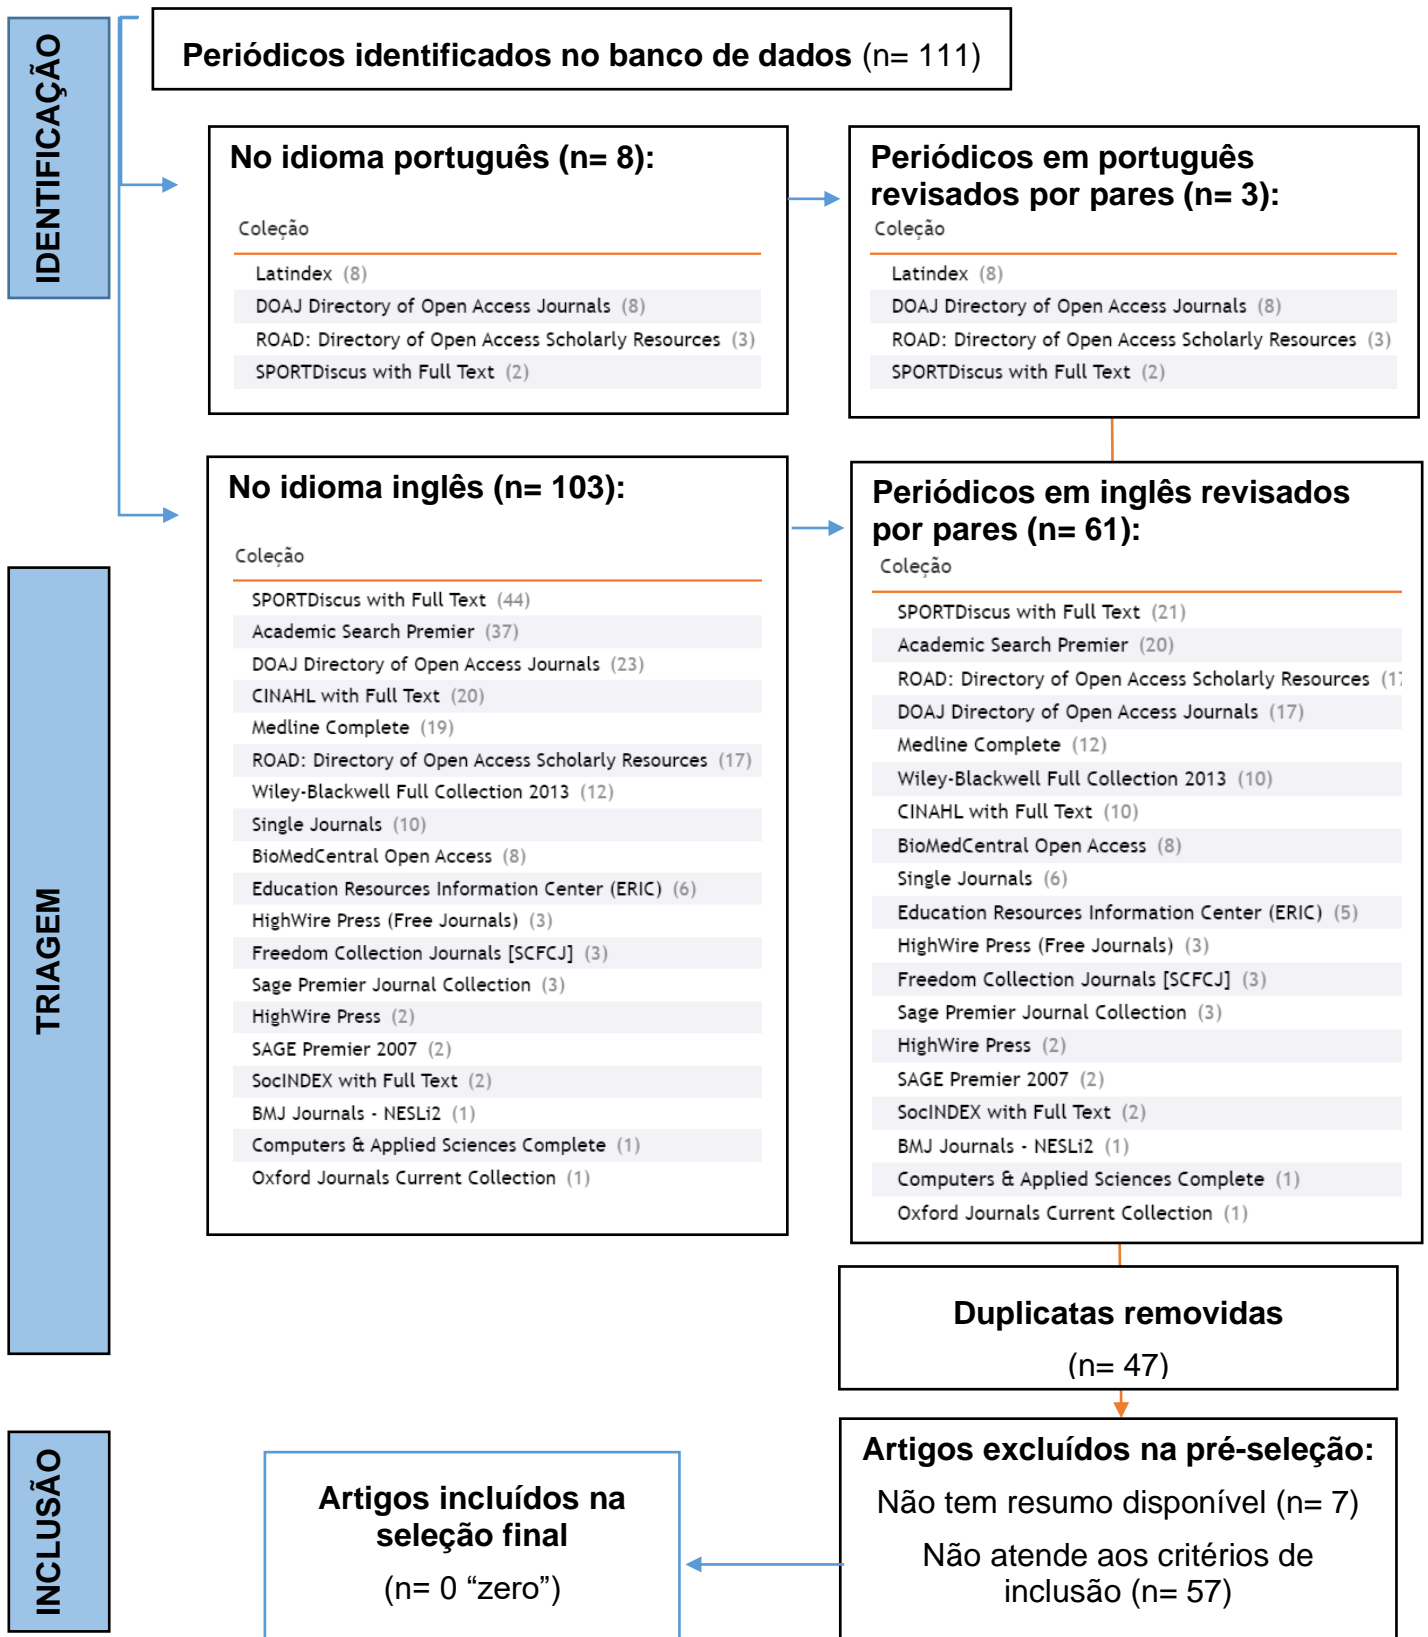 IDENTIFICAÇÃO
Periódicos identificados no banco de dados (n= 111)
No idioma português (n= 8):
Coleção
Latindex (8)
DOAJ Directory of Open Access Journals (8)
ROAD: Directory of Open Access Scholarly Resources (3)
SPORTDiscus with Full Text (2)
Periódicos em português
revisados por pares (n= 3):
Coleção
Latindex (8)
DOAJ Directory of Open Access Journals (8)
ROAD: Directory of Open Access Scholarly Resources (3)
SPORTDiscus with Full Text (2)
TRIAGEM
No idioma inglês (n= 103):
Coleção
SPORTDiscus with Full Text (44)
Academic Search Premier (37)
DOAJ Directory of Open Access Journals (23)
CINAHL with Full Text (20)
Medline Complete (19)
ROAD: Directory of Open Access Scholarly Resources (17)
Wiley-Blackwell Full Collection 2013 (12)
Single Journals (10)
BioMedCentral Open Access (8)
Education Resources Information Center (ERIC) (6)
HighWire Press (Free Journals) (3)
Freedom Collection Journals [SCFCJ] (3)
Sage Premier Journal Collection (3)
HighWire Press (2)
SAGE Premier 2007 (2)
SocINDEX with Full Text (2)
BMJ Journals - NESLi2 (1)
Computers & Applied Sciences Complete (1)
Oxford Journals Current Collection (1)
Periódicos em inglês revisados
por pares (n= 61):
Coleção
SPORTDiscus with Full Text (21)
Academic Search Premier (20)
ROAD: Directory of Open Access Scholarly Resources (17
DOAJ Directory of Open Access Journals (17)
Medline Complete (12)
Wiley-Blackwell Full Collection 2013 (10)
CINAHL with Full Text (10)
BioMedCentral Open Access (8)
Single Journals (6)
Education Resources Information Center (ERIC) (5)
HighWire Press (Free Journals) (3)
Freedom Collection Journals [SCFCJ] (3)
Sage Premier Journal Collection (3)
HighWire Press (2)
SAGE Premier 2007 (2)
SocINDEX with Full Text (2)
BMJ Journals - NESLi2 (1)
Computers & Applied Sciences Complete (1)
Oxford Journals Current Collection (1)
Duplicatas removidas
(n= 47)
INCLUSÃO
Artigos excluídos na pré-seleção:
Não tem resumo disponível (n= 7)
Não atende aos critérios de
inclusão (n= 57)
Artigos incluídos na
seleção final
(n= 0 “zero”)